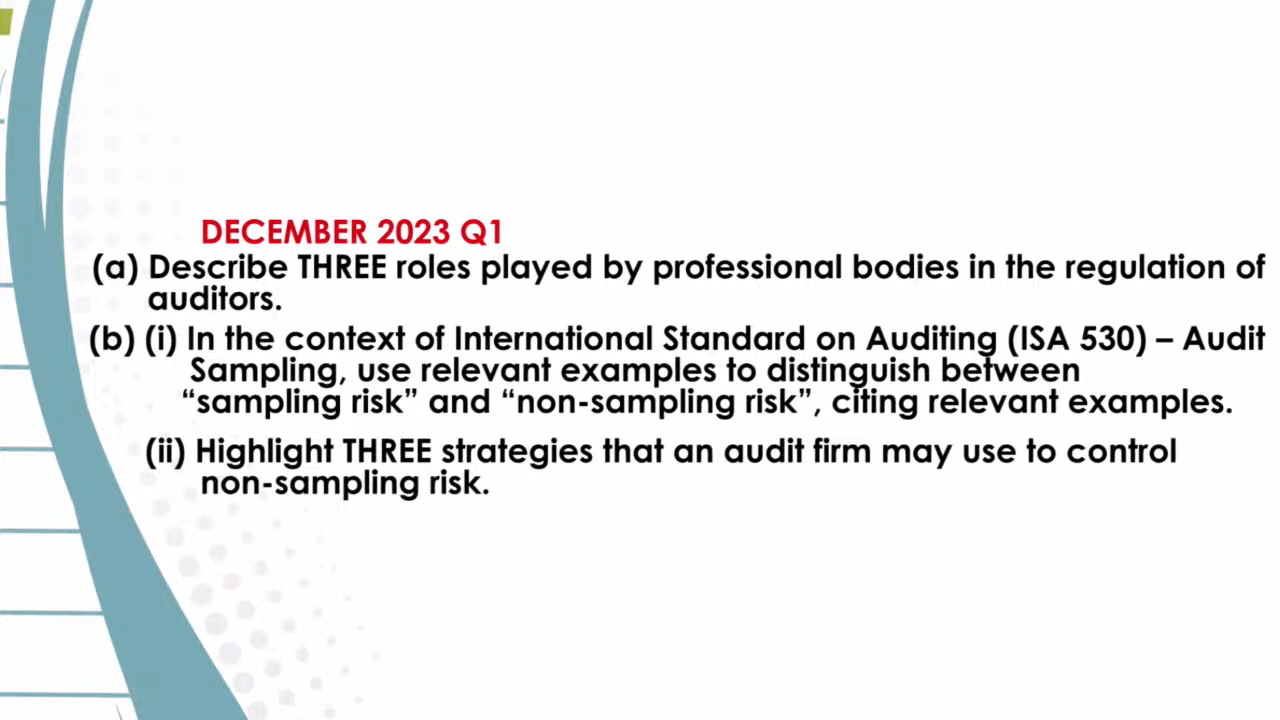 DECEMBER 2023 Q1
(a) Describe THREE roles played by professional bodies in the regulation of
auditors.
(b) (i) In the context of International Standard on Auditing (ISA 530) – Audit
Sampling, use relevant examples to distinguish between
“sampling risk” and “non-sampling risk”, citing relevant examples.
(ii) Highlight THREE strategies that an audit firm may use to control
non-sampling risk.